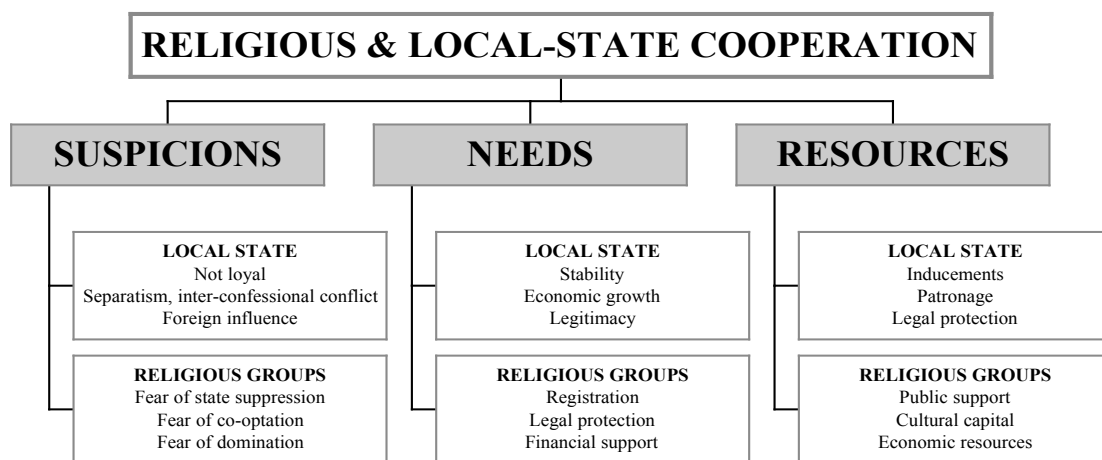 RELIGIOUS & LOCAL-STATE COOPERATION
SUSPICIONS
LOCAL STATE
Not loyal
Separatism, inter-confessional conflict
Foreign influence
RELIGIOUS GROUPS
Fear of state suppression
Fear of co-optation
Fear of domination
NEEDS
LOCAL STATE
Stability
Economic growth
Legitimacy
RELIGIOUS GROUPS
Registration
Legal protection
Financial support
RESOURCES
LOCAL STATE
Inducements
Patronage
Legal protection
RELIGIOUS GROUPS
Public support
Cultural capital
Economic resources